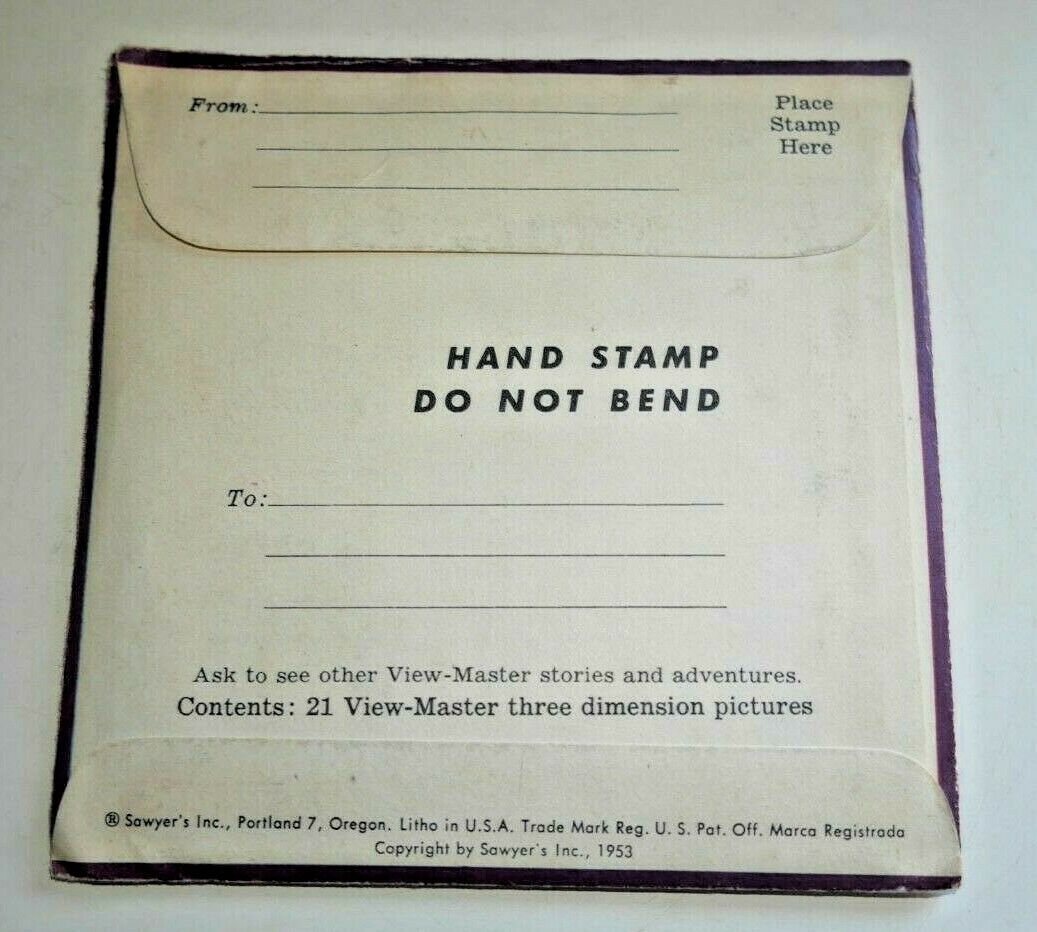 From:
Place
Stamp
Here
HAND STAMP
DO NOT BEND
To:
Ask to see other View-Master stories and adventures.
Contents: 21 View-Master three dimension pictures
® Sawyer's Inc., Portland 7, Oregon. Litho in U.S.A. Trade Mark Reg. U. S. Pat. Off. Marca Registrada
Copyright by Sawyer's Inc., 1953